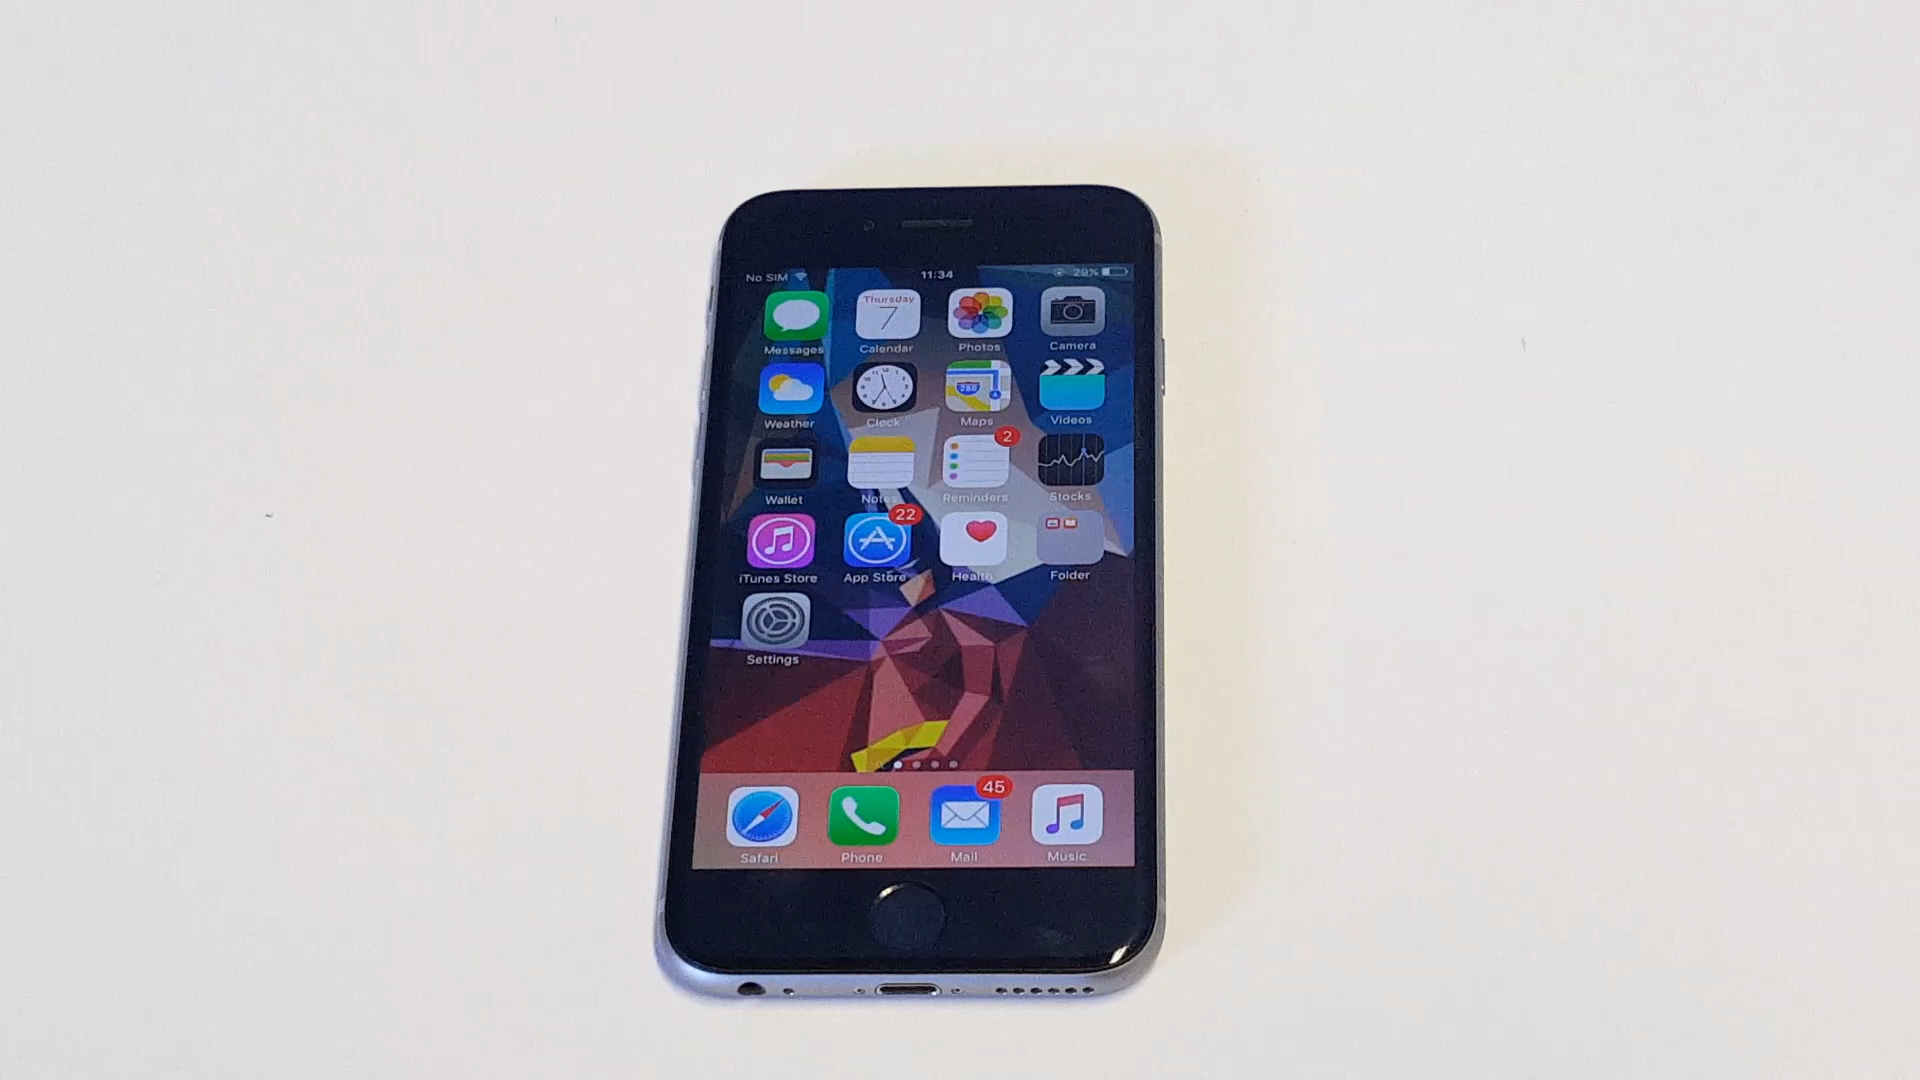 No SIM 11:34 29%
Thursday
7
Messages Calendar Photos Camera
280
Weather Clock Maps Videos
2
Wallet Notes Reminders Stocks
22
iTunes Store App Store Health Folder
Settings
45
Safari Phone Mail Music